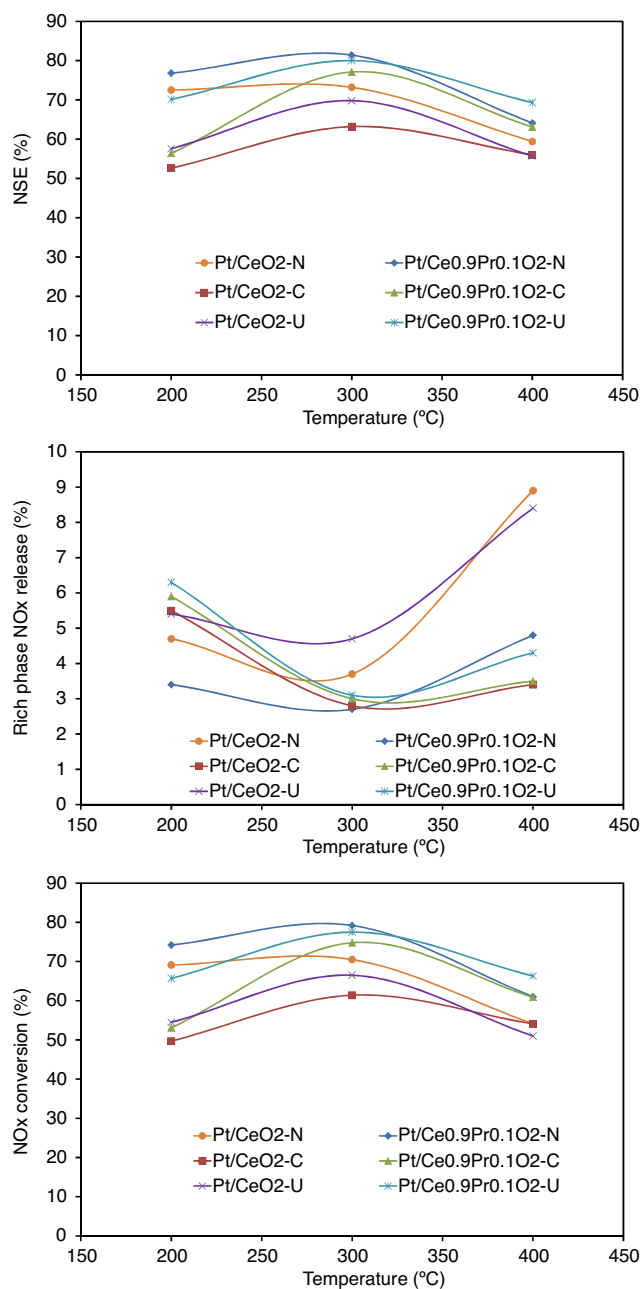 90
80
70
60
50
40
30
20
10
0
NSE (%)
Pt/CeO2-N Pt/Ce0.9Pr0.1O2-N
Pt/CeO2-C Pt/Ce0.9Pr0.1O2-C
Pt/CeO2-U Pt/Ce0.9Pr0.1O2-U
150 200 250 300 350 400 450
Temperature (ºC)
10
9
8
7
6
5
4
3
2
1
0
Rich phase NOx release (%)
Pt/CeO2-N Pt/Ce0.9Pr0.1O2-N
Pt/CeO2-C Pt/Ce0.9Pr0.1O2-C
Pt/CeO2-U Pt/Ce0.9Pr0.1O2-U
150 200 250 300 350 400 450
Temperature (ºC)
90
80
70
60
50
40
30
20
10
0
NOx conversion (%)
Pt/CeO2-N Pt/Ce0.9Pr0.1O2-N
Pt/CeO2-C Pt/Ce0.9Pr0.1O2-C
Pt/CeO2-U Pt/Ce0.9Pr0.1O2-U
150 200 250 300 350 400 450
Temperature (ºC)